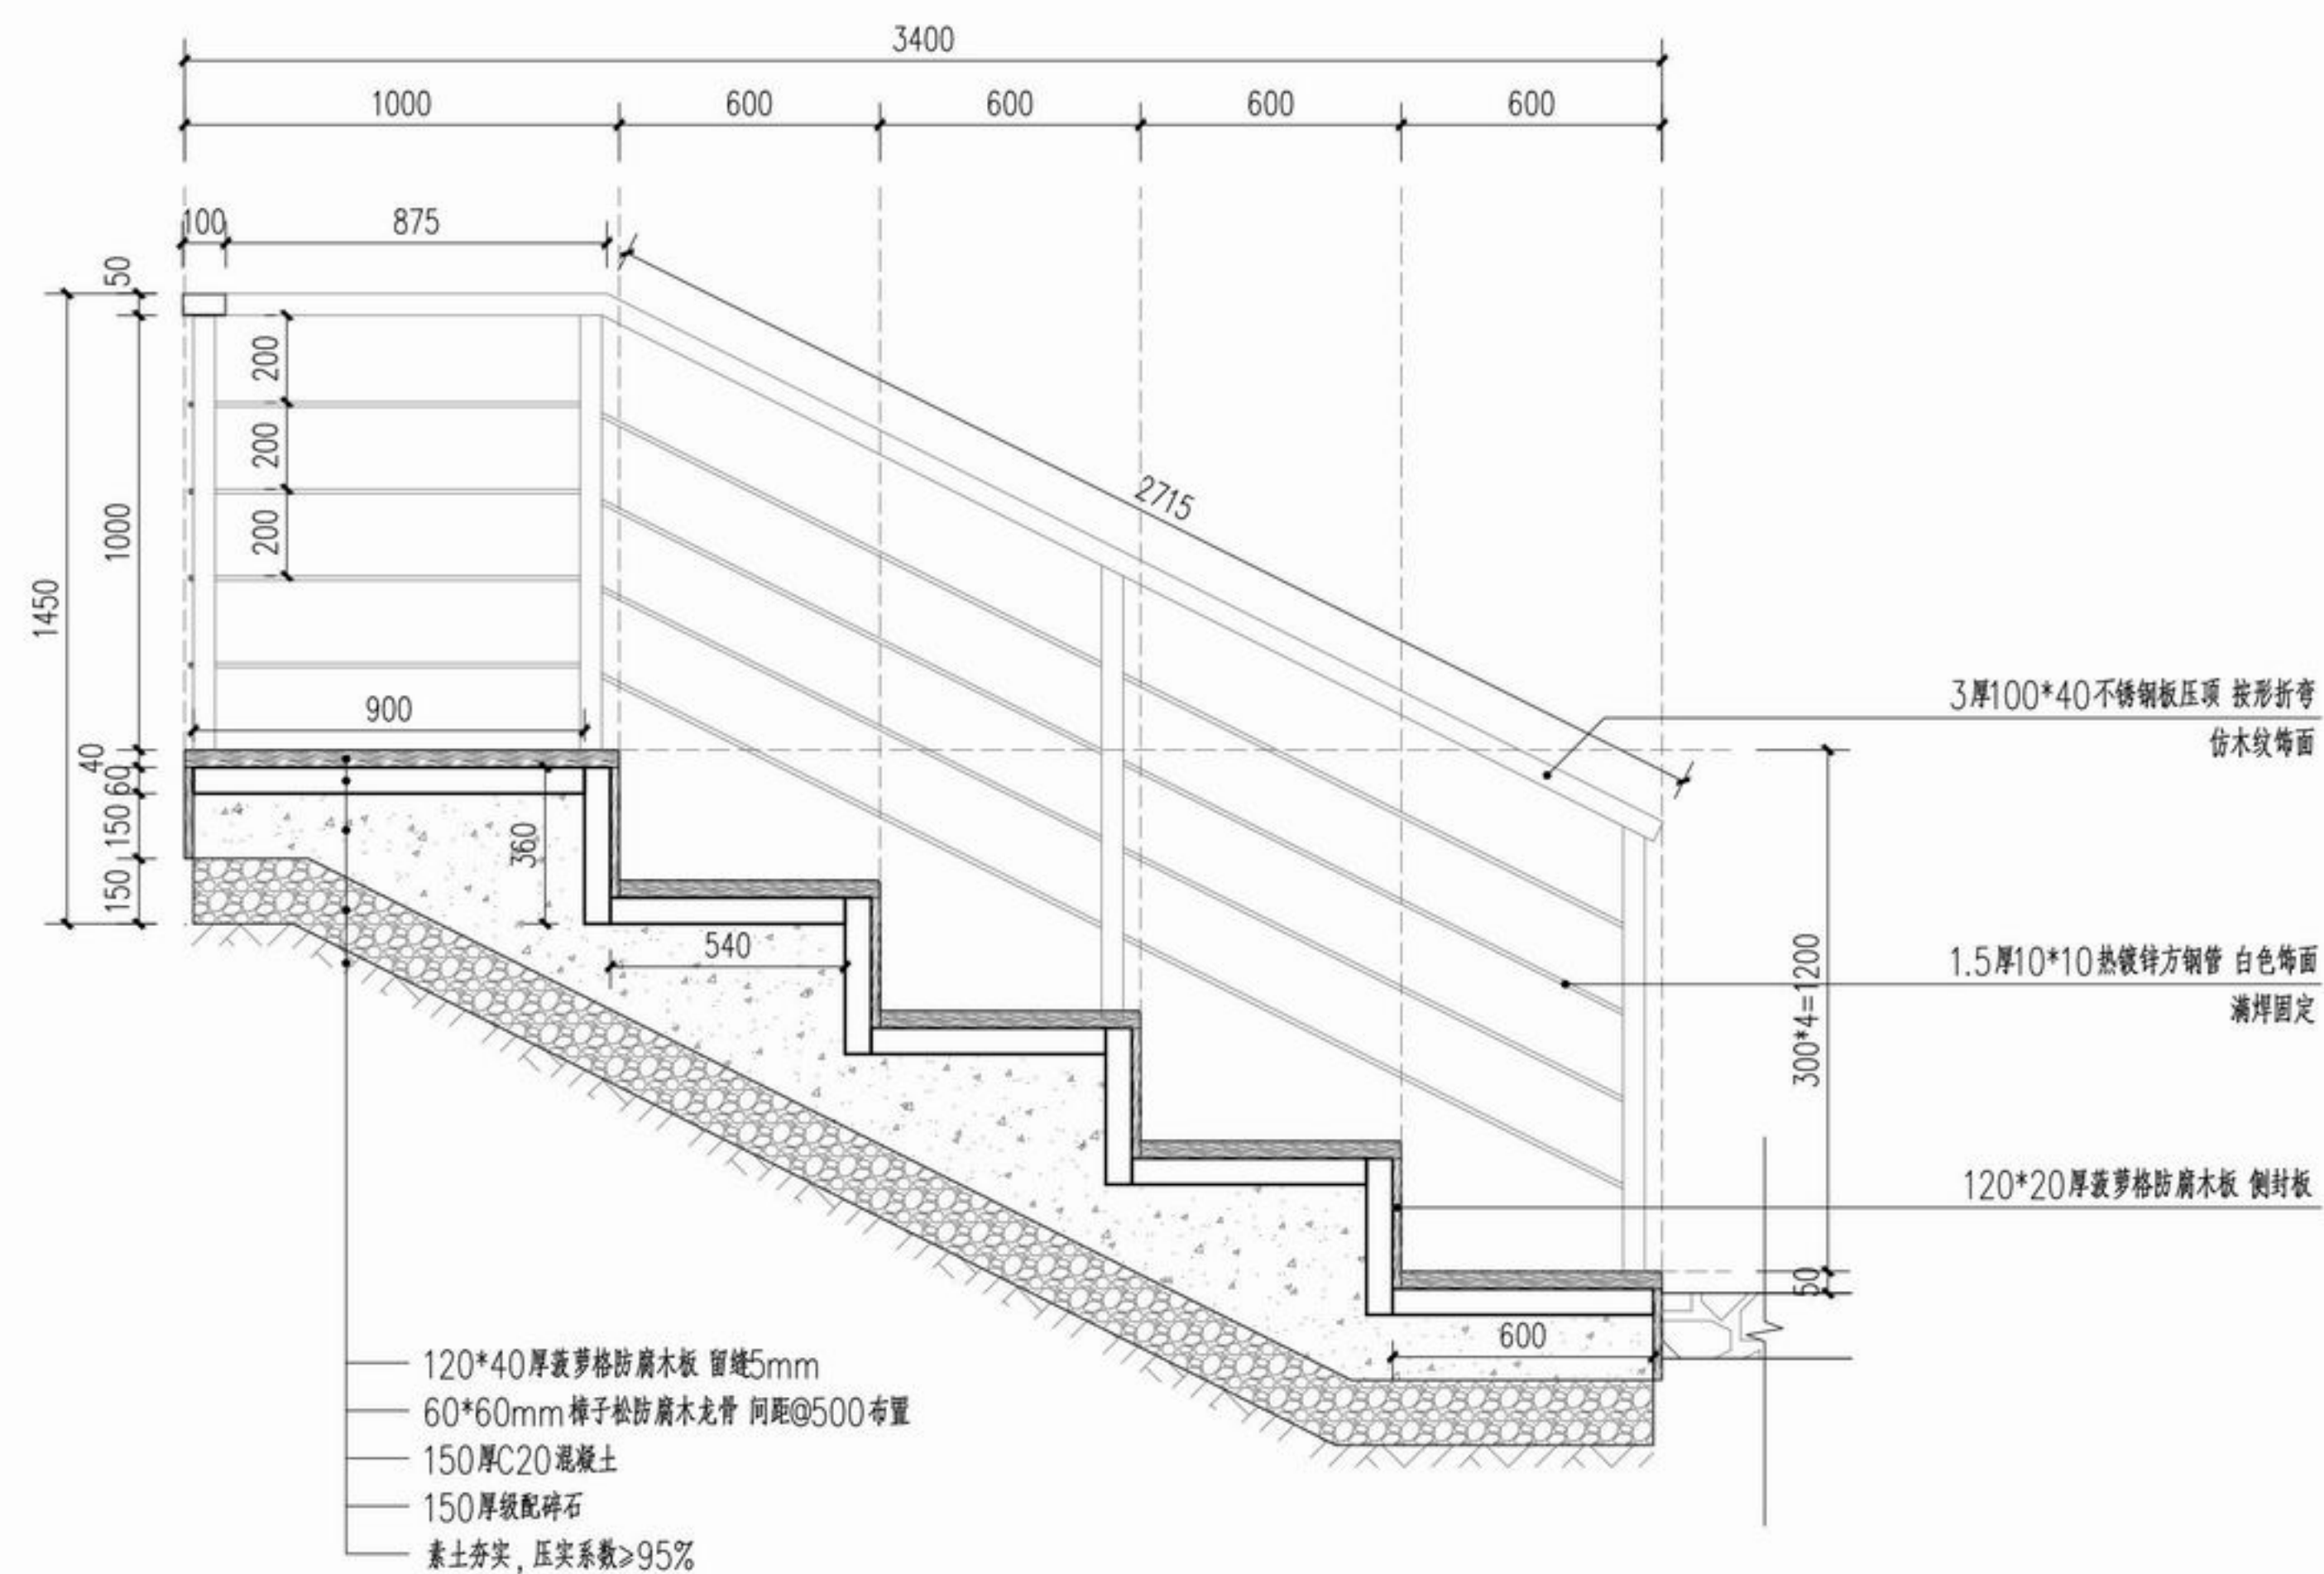 3400
1000 600 600 600 600
100 875
50
2715
200
200
200
1000
1450
3厚100*40不锈钢板压顶 按形折弯
仿木纹饰面
900
40
60
150
150
360
540
300*4=1200
1.5厚10*10热镀锌方钢管 白色饰面
满焊固定
120*20厚菠萝格防腐木板 侧封板
50
600
120*40厚菠萝格防腐木板 留缝5mm
60*60mm樟子松防腐木龙骨 间距@500布置
150厚C20混凝土
150厚级配碎石
素土夯实，压实系数≥95%